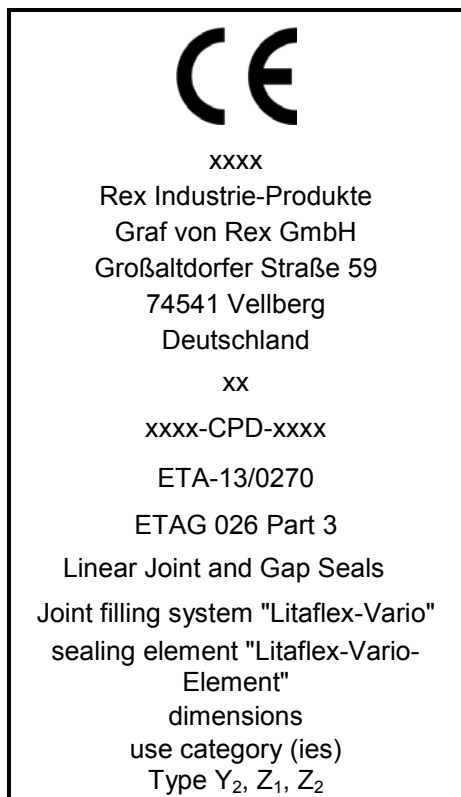 CE
xxxx
Rex Industrie-Produkte
Graf von Rex GmbH
Großaltdorfer Straße 59
74541 Vellberg
Deutschland
xx
xxxx-CPD-xxxx
ETA-13/0270
ETAG 026 Part 3
Linear Joint and Gap Seals
Joint filling system "Litaflex-Vario"
sealing element "Litaflex-Vario-
Element"
dimensions
use category (ies)
Type Y₂, Z₁, Z₂